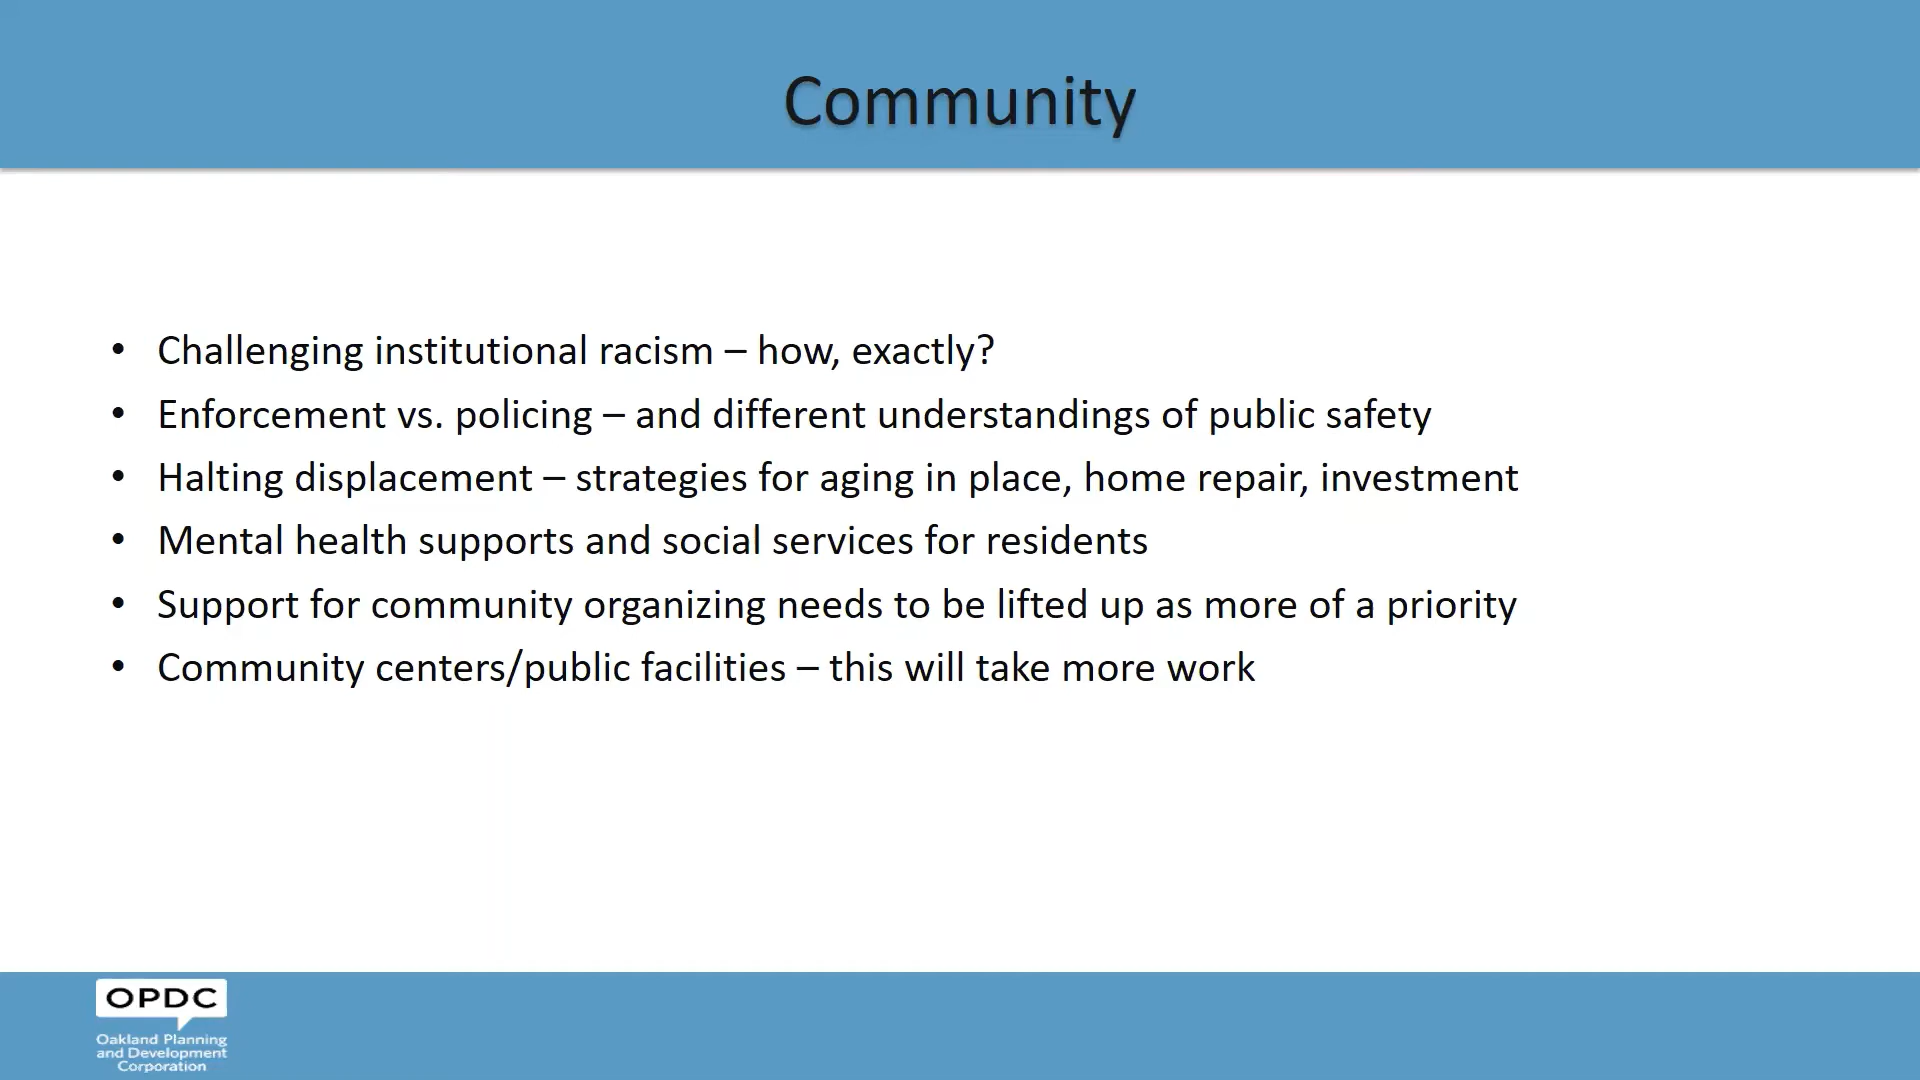 Community
• Challenging institutional racism – how, exactly?
• Enforcement vs. policing – and different understandings of public safety
• Halting displacement – strategies for aging in place, home repair, investment
• Mental health supports and social services for residents
• Support for community organizing needs to be lifted up as more of a priority
• Community centers/public facilities – this will take more work
OPDC
Oakland Planning
and Development
Corporation